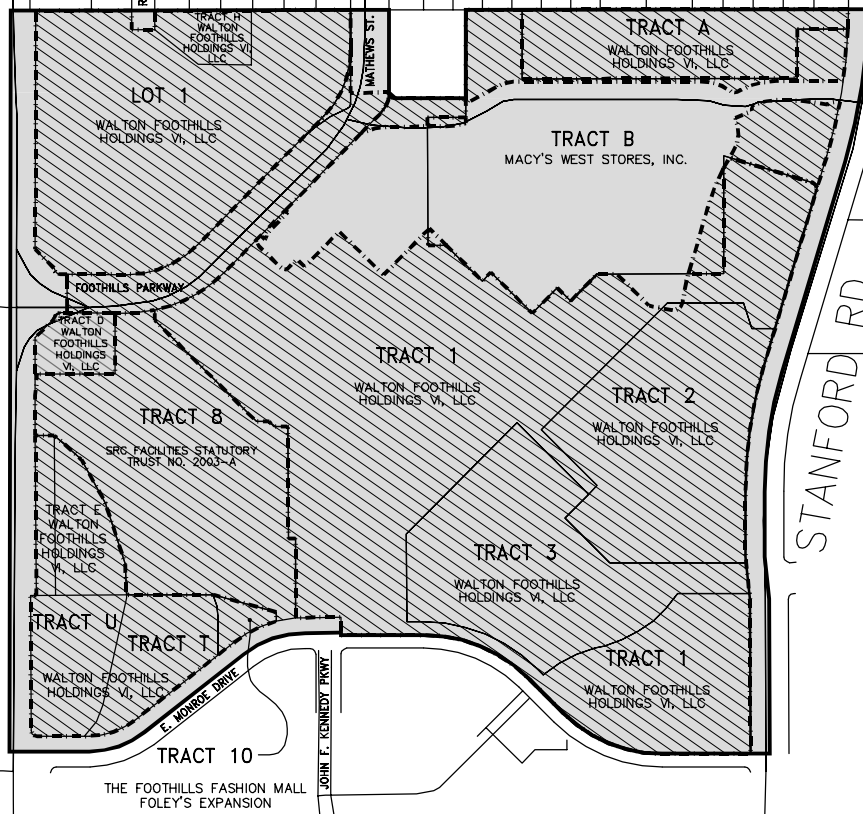 R
TRACT H
WALTON
FOOTHILLS
HOLDINGS VI,
LLC
MATHEWS ST.
TRACT A
WALTON FOOTHILLS
HOLDINGS VI, LLC
LOT 1
WALTON FOOTHILLS
HOLDINGS VI, LLC
TRACT B
MACY'S WEST STORES, INC.
FOOTHILLS PARKWAY
TRACT D
WALTON
FOOTHILLS
HOLDINGS
VI, LLC
TRACT 1
WALTON FOOTHILLS
HOLDINGS VI, LLC
TRACT 2
WALTON FOOTHILLS
HOLDINGS VI, LLC
STANFORD RD
TRACT 8
SRC FACILITIES STATUTORY
TRUST NO. 2003-A
TRACT E
WALTON
FOOTHILLS
HOLDINGS
VI, LLC
TRACT 3
WALTON FOOTHILLS
HOLDINGS VI, LLC
TRACT U
TRACT T
WALTON FOOTHILLS
HOLDINGS VI, LLC
TRACT 1
WALTON FOOTHILLS
HOLDINGS VI, LLC
E. MONROE DRIVE
JOHN F. KENNEDY PKWY
TRACT 10
THE FOOTHILLS FASHION MALL
FOLEY'S EXPANSION